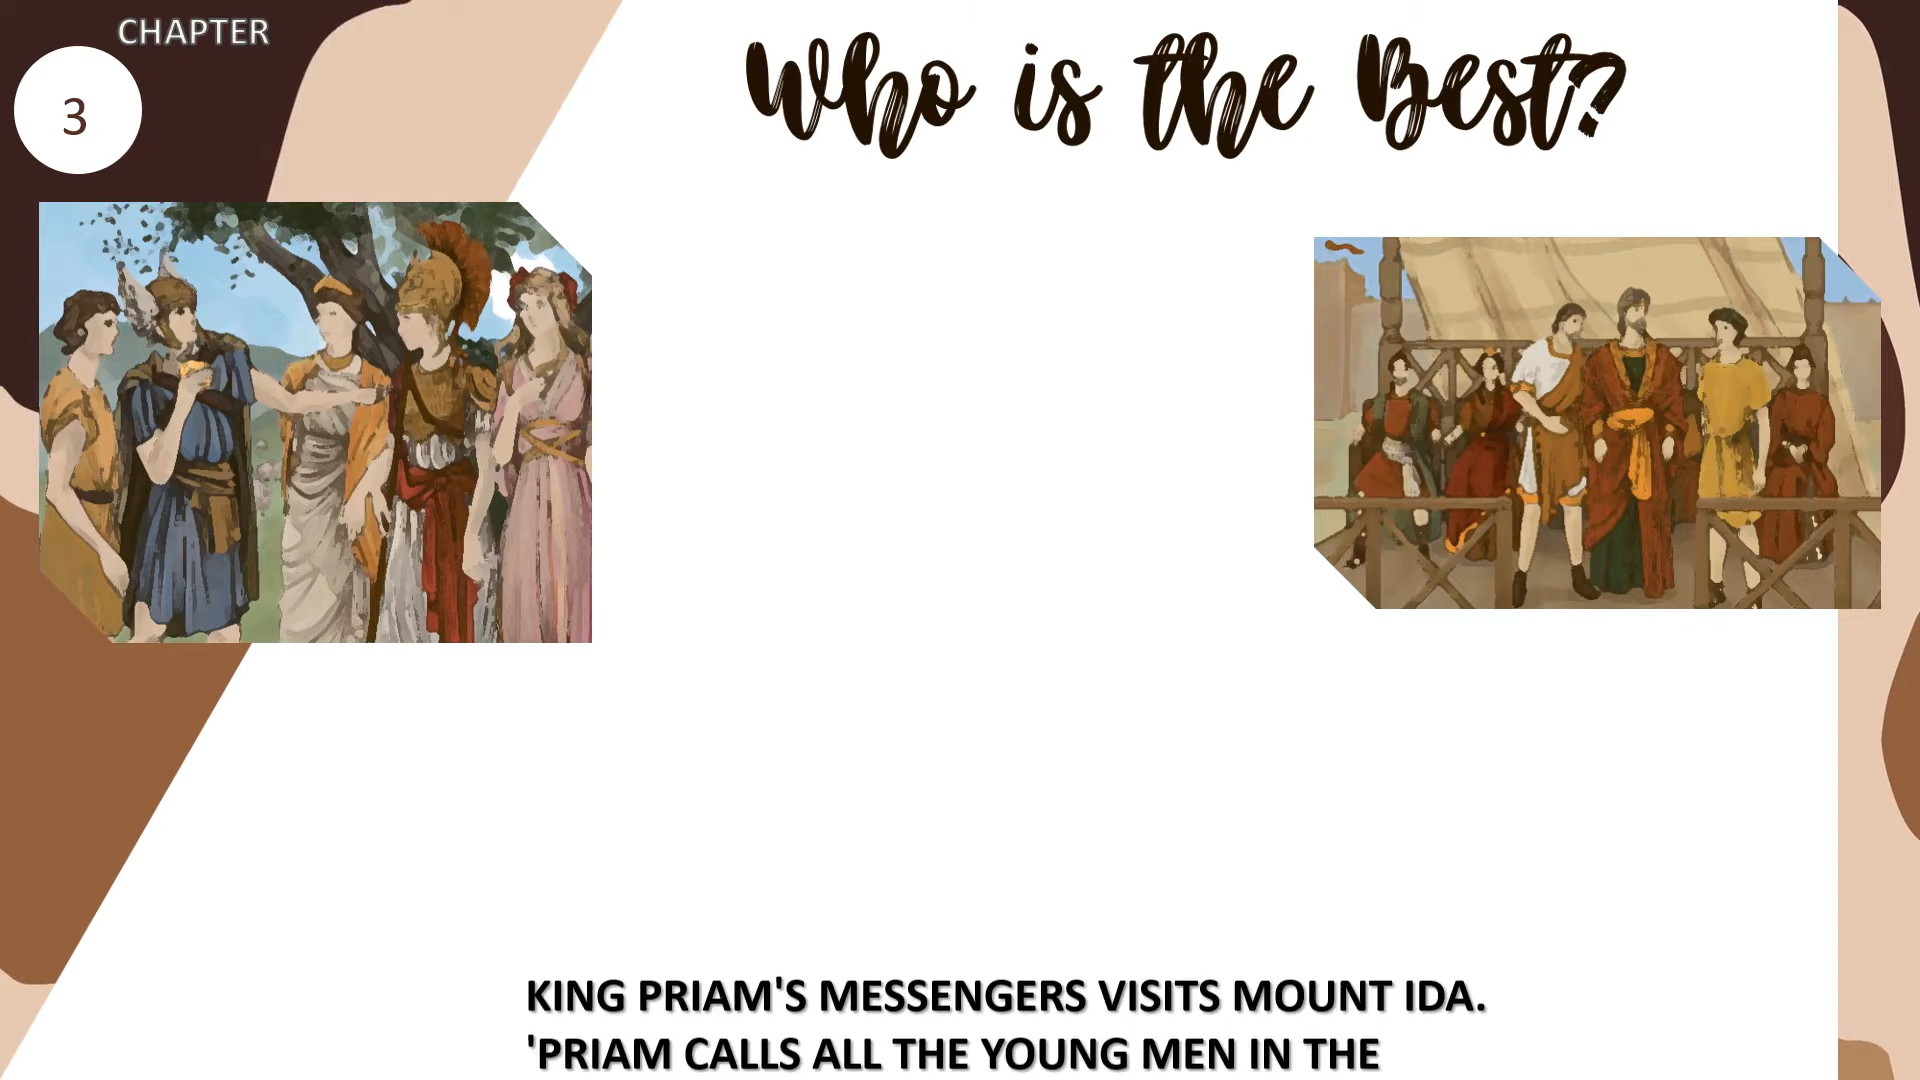 CHAPTER
3
Who is the Best?
KING PRIAM'S MESSENGERS VISITS MOUNT IDA.
'PRIAM CALLS ALL THE YOUNG MEN IN THE